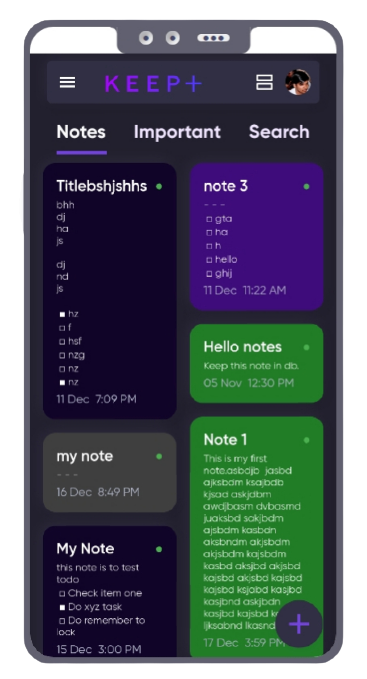 KEEP+
Notes Important Search
Titlebshjshhs
bhh
dj
ha
js
dj
nd
js
hz
f
hsf
nzg
nz
nz
11 Dec 7:09 PM
my note
- - -
16 Dec 8:49 PM
My Note
this note is to test
todo
Check item one
Do xyz task
Do remember to
lock
15 Dec 3:00 PM
note 3
- - -
gta
ha
h
hello
ghij
11 Dec 11:22 AM
Hello notes
Keep this note in db.
05 Nov 12:30 PM
Note 1
This is my first
note.asbdjb jasbd
ajksbdm ksajbdb
kjsad askjdbm
awdjbasm dvbasmd
juaksbd sakjbdm
ajsbdm kasbdn
aksbndm akjsbdm
akjsbdm kajsbdm
kasbd aksjbd akjsbd
kajsbd akjsbd kajsbd
kajsbd ksjabd kasjbd
kasjbnd askjbdn
kasjbd kajsbd
ljksabnd lkasnd
17 Dec 3:59 PM